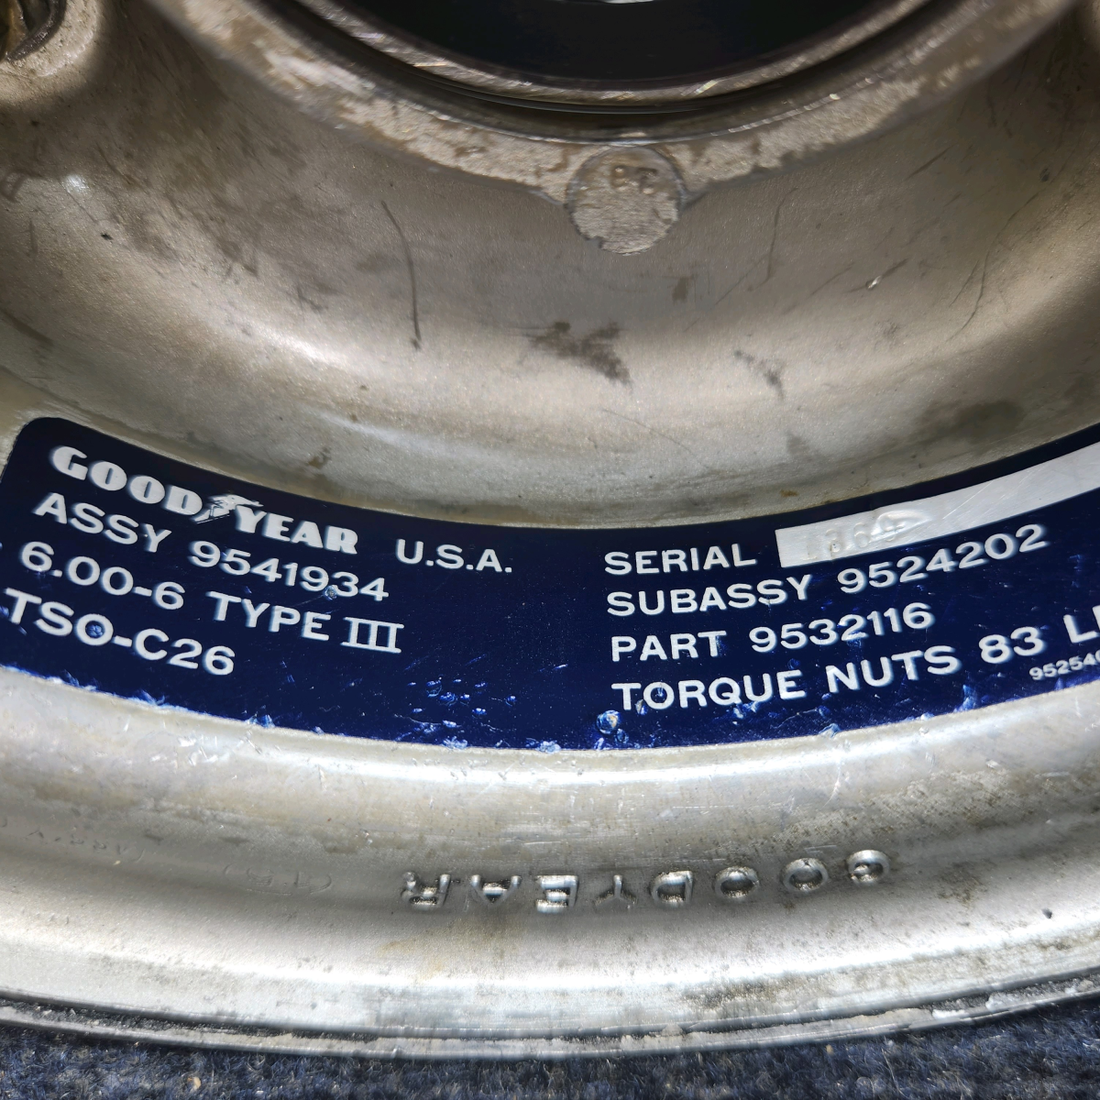 GOODYEAR U.S.A.
ASSY 9541934
6.00-6 TYPE III
TSO-C26
SERIAL
SUBASSY 9524202
PART 9532116
TORQUE NUTS 83
GOODYEAR